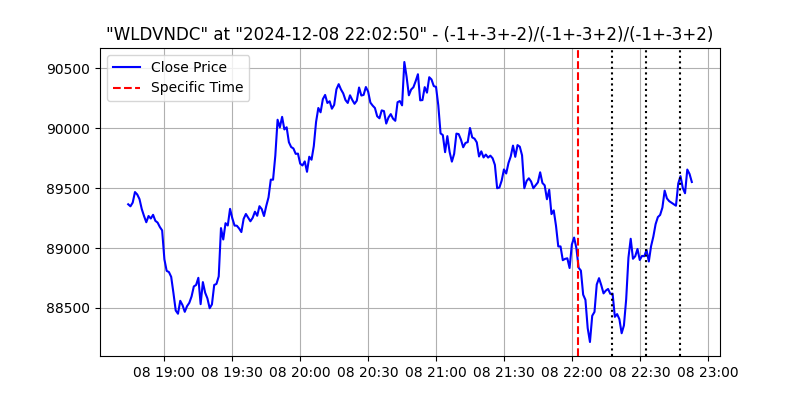 "WLDVNDC" at "2024-12-08 22:02:50" - (-1+-3+-2)/(-1+-3+2)/(-1+-3+2)
Close Price
Specific Time
90500
90000
89500
89000
88500
08 19:00 08 19:30 08 20:00 08 20:30 08 21:00 08 21:30 08 22:00 08 22:30 08 23:00